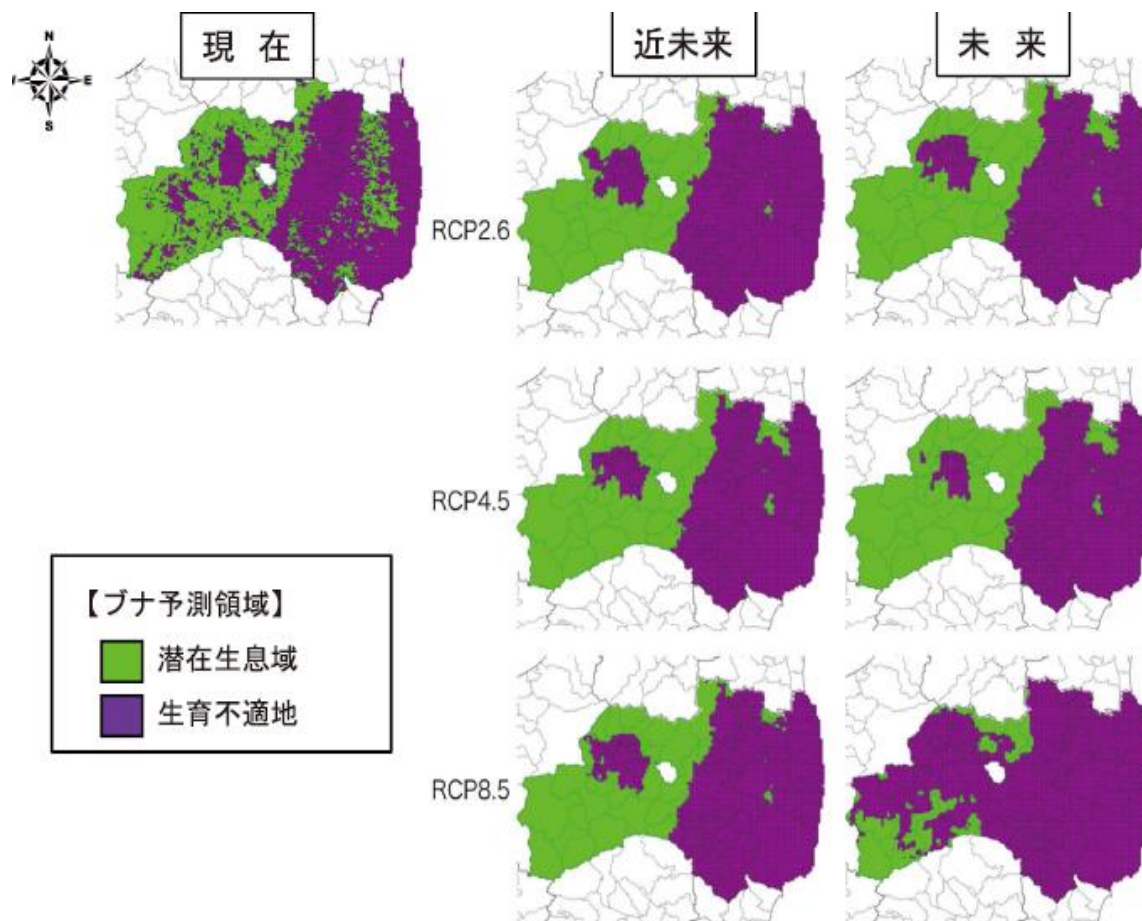 現 在
近未来
未 来
N
E
S
RCP2.6
RCP4.5
【ブナ予測領域】
潜在生息域
生育不適地
RCP8.5